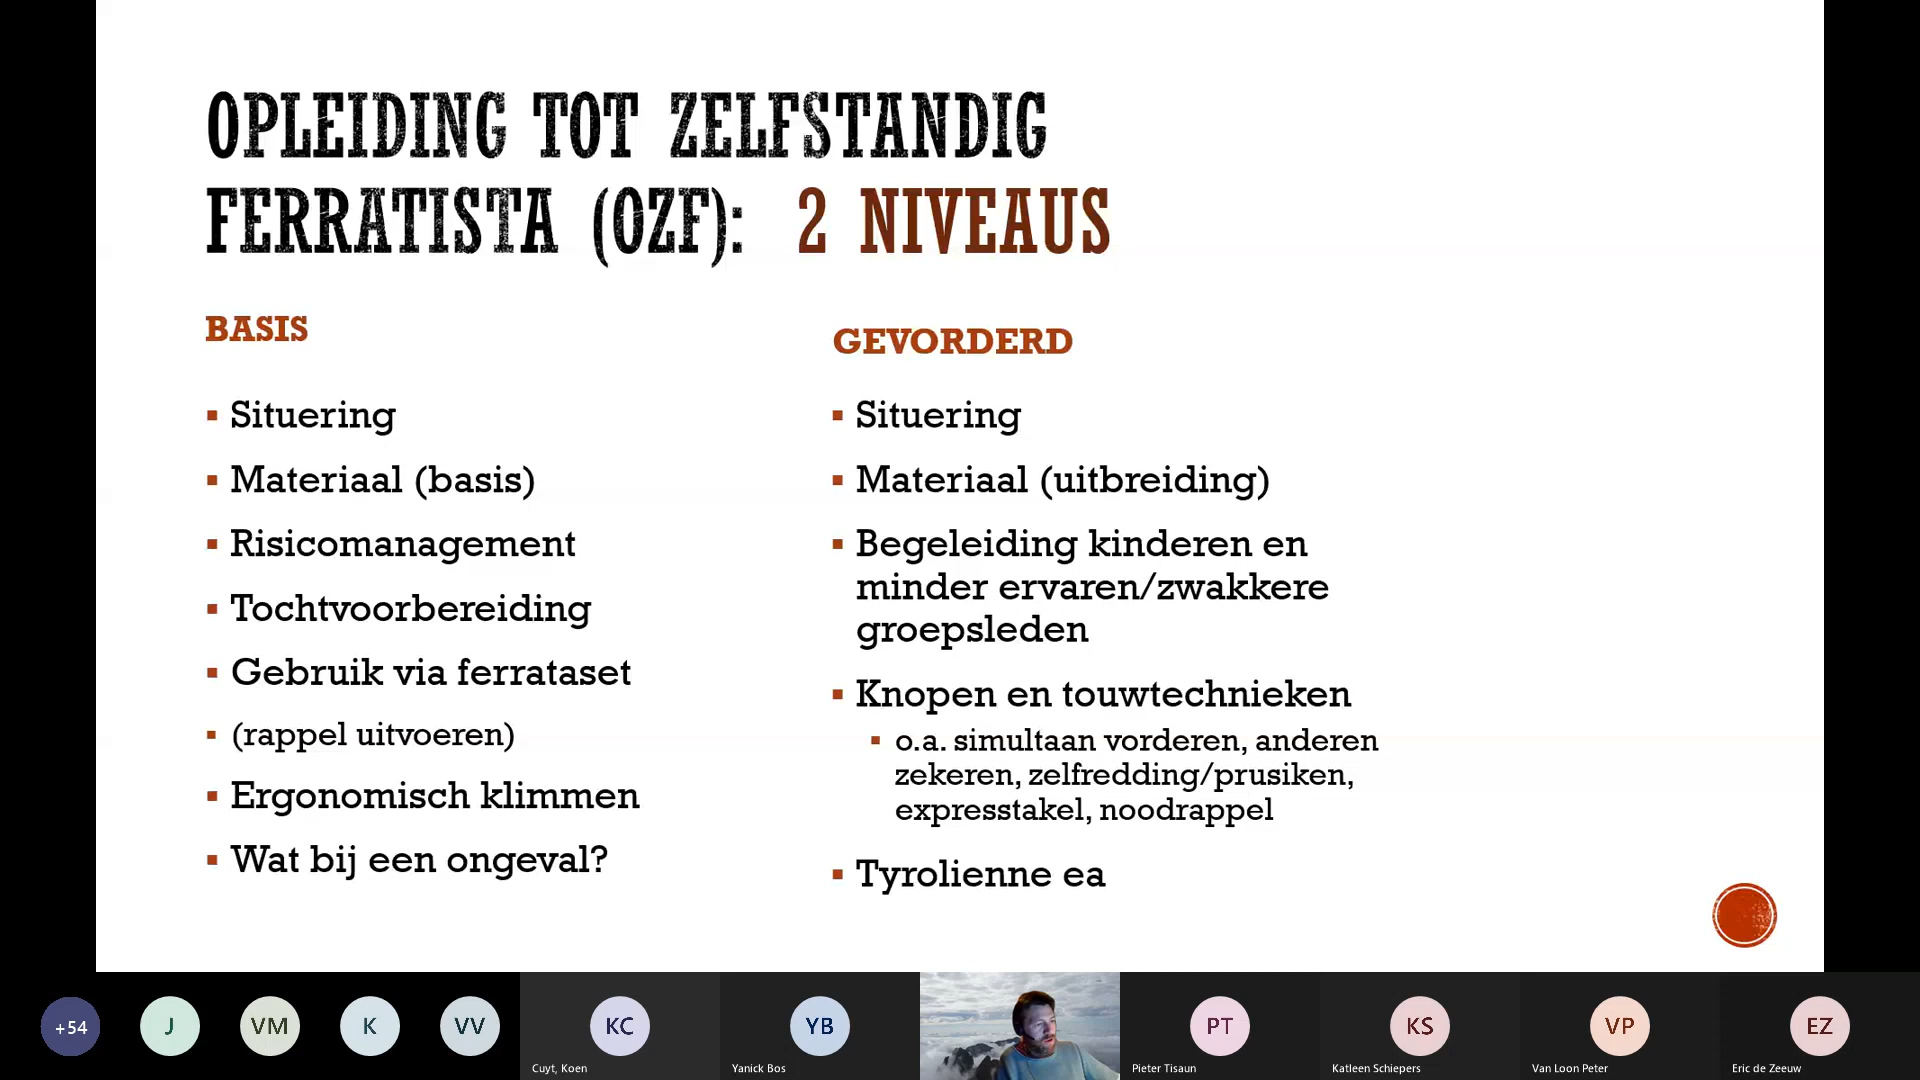 OPLEIDING TOT ZELFSTANDIG
FERRATISTA (OZF): 2 NIVEAUS
BASIS
▪ Situering
▪ Materiaal (basis)
▪ Risicomanagement
▪ Tochtvoorbereiding
▪ Gebruik via ferrataset
▪ (rappel uitvoeren)
▪ Ergonomisch klimmen
▪ Wat bij een ongeval?
GEVORDERD
▪ Situering
▪ Materiaal (uitbreiding)
▪ Begeleiding kinderen en
minder ervaren/zwakkere
groepsleden
▪ Knopen en touwtechnieken
▪ o.a. simultaan vorderen, anderen
zekeren, zelfredding/prusiken,
expresstakel, noodrappel
▪ Tyrolienne ea
+54
J
VM
K
VV
KC
Cuyt, Koen
YB
Yanick Bos
PT
Pieter Tisaun
KS
Katleen Schiepers
VP
Van Loon Peter
EZ
Eric de Zeeuw